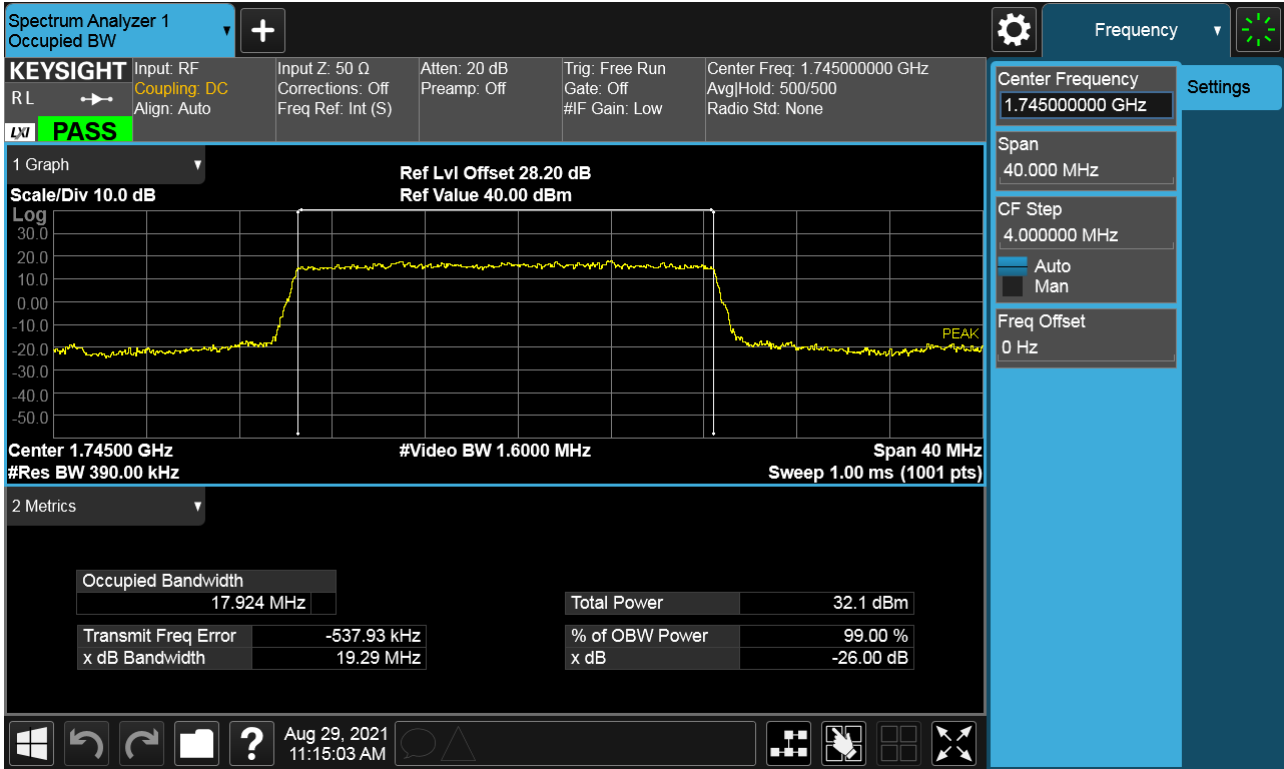 Spectrum Analyzer 1
Occupied BW
Frequency
KEYSIGHT
R L
LXI
PASS
Input: RF
Coupling: DC
Align: Auto
Input Z: 50 Ω
Corrections: Off
Freq Ref: Int (S)
Atten: 20 dB
Preamp: Off
Trig: Free Run
Gate: Off
#IF Gain: Low
Center Freq: 1.745000000 GHz
Avg|Hold: 500/500
Radio Std: None
Center Frequency
1.745000000 GHz
Settings
Span
40.000 MHz
CF Step
4.000000 MHz
Auto
Man
Freq Offset
0 Hz
1 Graph
Scale/Div 10.0 dB
Ref Lvl Offset 28.20 dB
Ref Value 40.00 dBm
Log
30.0
20.0
10.0
0.00
-10.0
-20.0
-30.0
-40.0
-50.0
PEAK
Center 1.74500 GHz
#Video BW 1.6000 MHz
Span 40 MHz
#Res BW 390.00 kHz
Sweep 1.00 ms (1001 pts)
2 Metrics
Occupied Bandwidth
17.924 MHz
Total Power 32.1 dBm
Transmit Freq Error -537.93 kHz
% of OBW Power 99.00 %
x dB Bandwidth 19.29 MHz
x dB -26.00 dB
?
Aug 29, 2021
11:15:03 AM